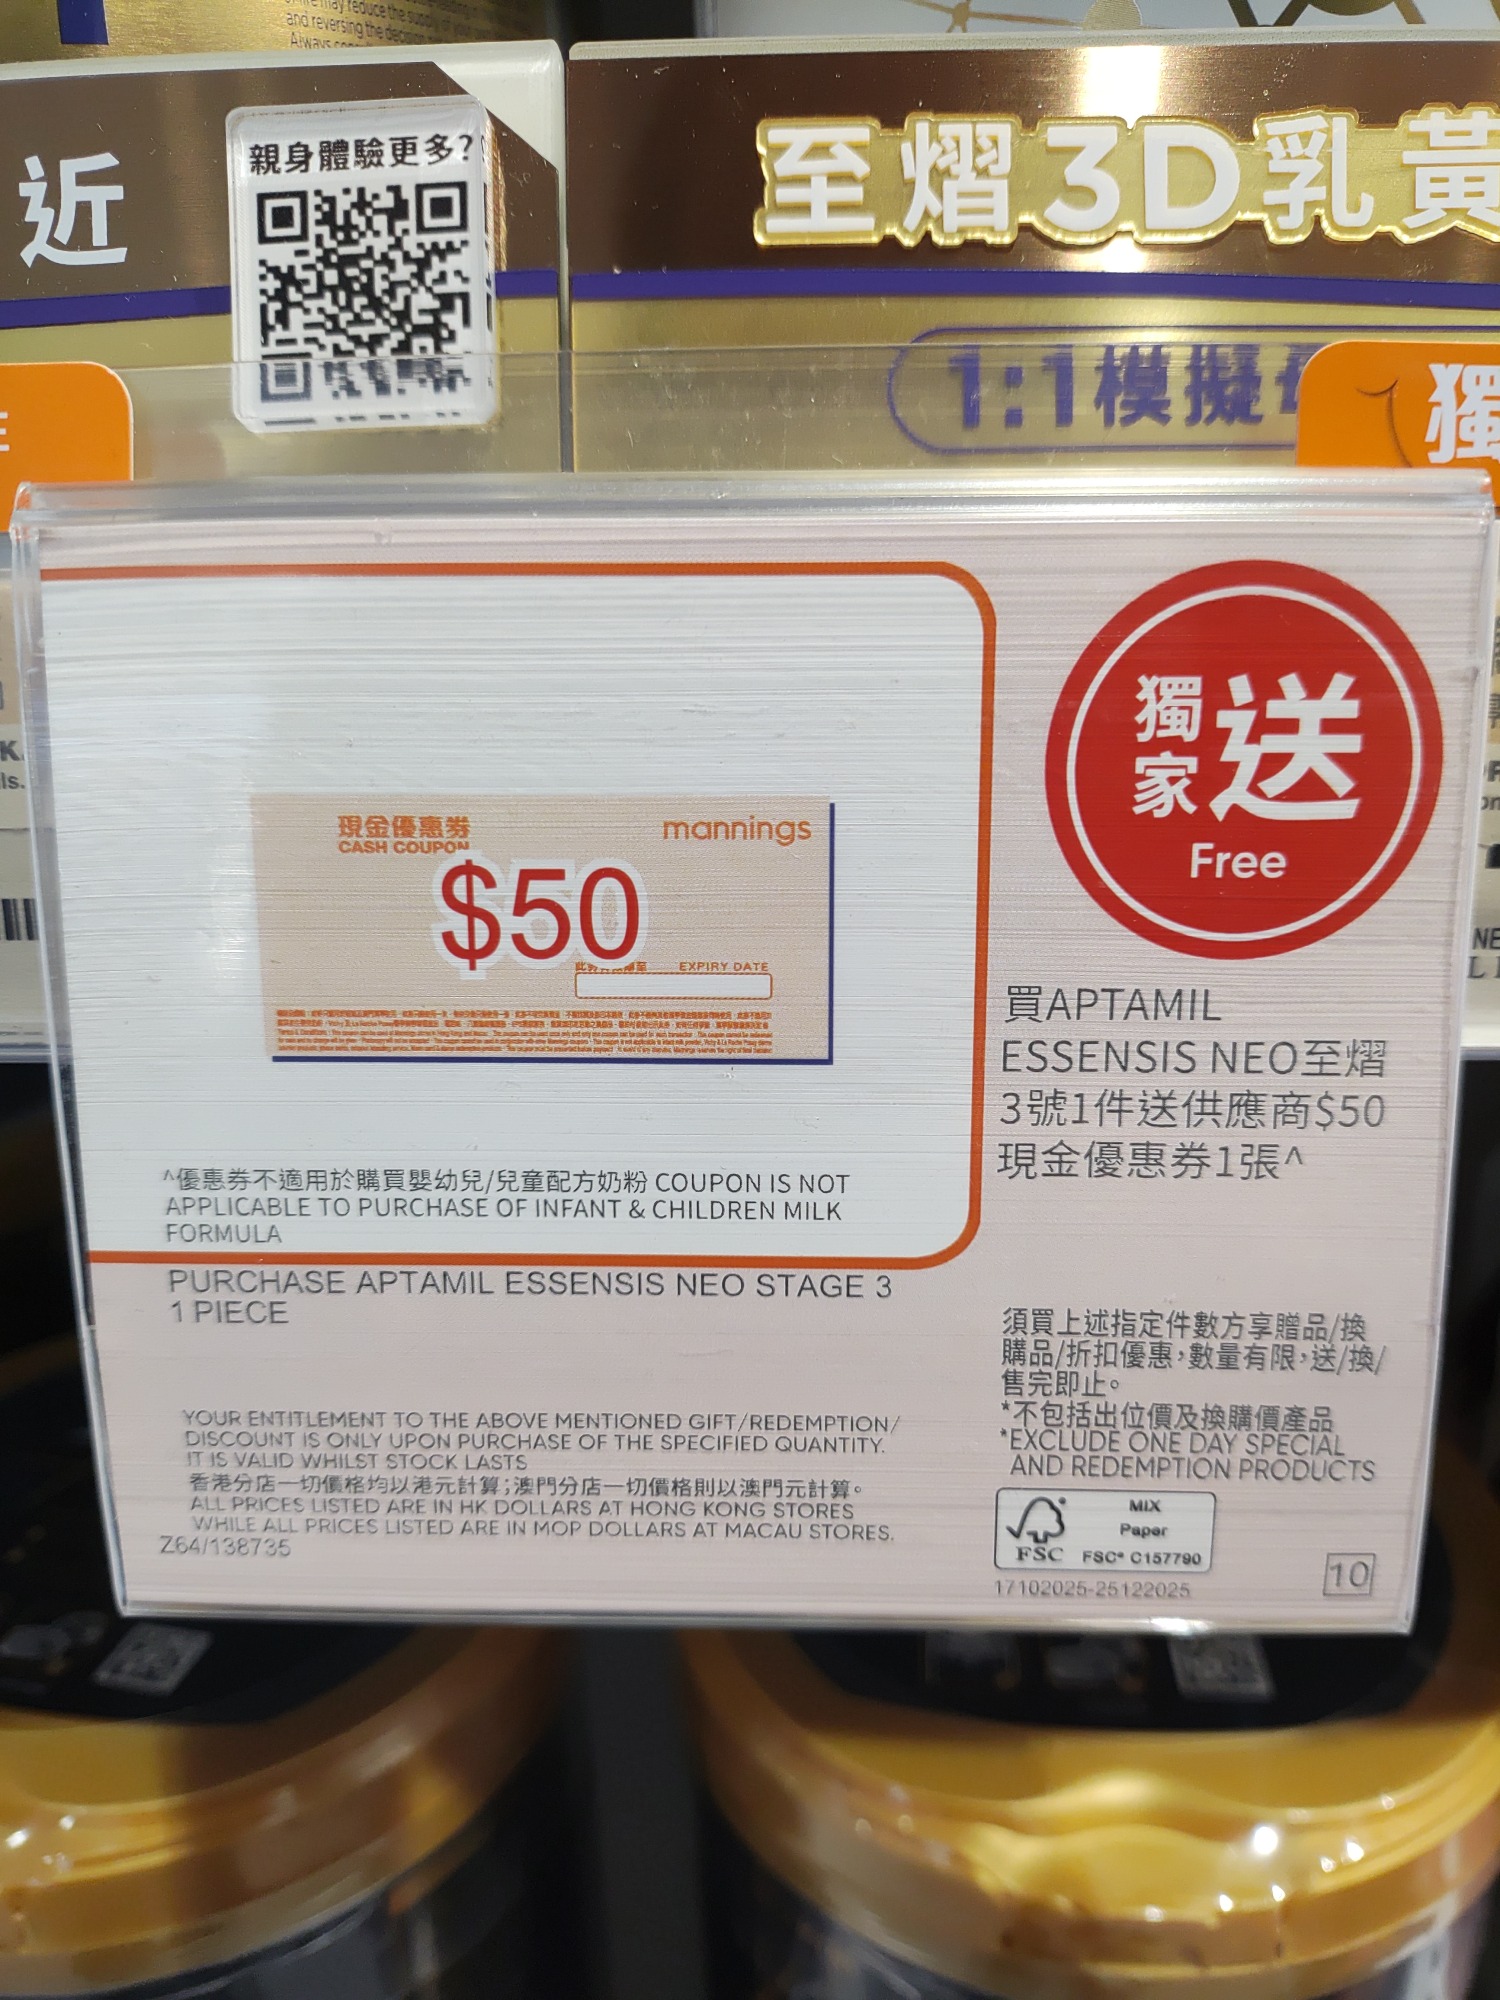 and reversing the
親身體驗更多?
近
至熠3D乳黃
1:1模擬
獨
獨家送
Free
現金優惠券
CASH COUPON
mannings
$50
EXPIRY DATE
買APTAMIL
ESSENSIS NEO至熠
3號1件送供應商$50
現金優惠券1張^
^優惠券不適用於購買嬰幼兒/兒童配方奶粉 COUPON IS NOT
APPLICABLE TO PURCHASE OF INFANT & CHILDREN MILK
FORMULA
PURCHASE APTAMIL ESSENSIS NEO STAGE 3
1 PIECE
須買上述指定件數方享贈品/換
購品/折扣優惠,數量有限,送/換/
售完即止。
*不包括出位價及換購價產品
*EXCLUDE ONE DAY SPECIAL
AND REDEMPTION PRODUCTS
YOUR ENTITLEMENT TO THE ABOVE MENTIONED GIFT/REDEMPTION/
DISCOUNT IS ONLY UPON PURCHASE OF THE SPECIFIED QUANTITY.
IT IS VALID WHILST STOCK LASTS
香港分店一切價格均以港元計算;澳門分店一切價格則以澳門元計算。
ALL PRICES LISTED ARE IN HK DOLLARS AT HONG KONG STORES
WHILE ALL PRICES LISTED ARE IN MOP DOLLARS AT MACAU STORES.
Z64/138735
MIX
Paper
FSC FSC® C157790
17102025-25122025
10